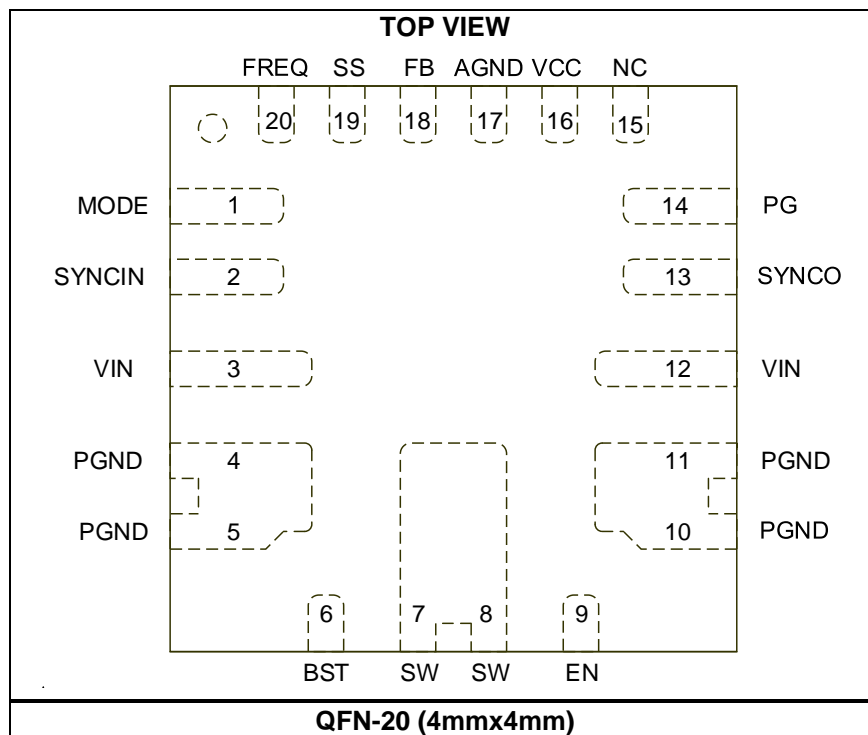 TOP VIEW
FREQ SS FB AGND VCC NC
20 19 18 17 16 15
MODE 1 14 PG
SYNCIN 2 13 SYNCO
VIN 3 12 VIN
PGND 4 11 PGND
PGND 5 10 PGND
6 7 8 9
BST SW SW EN
QFN-20 (4mmx4mm)